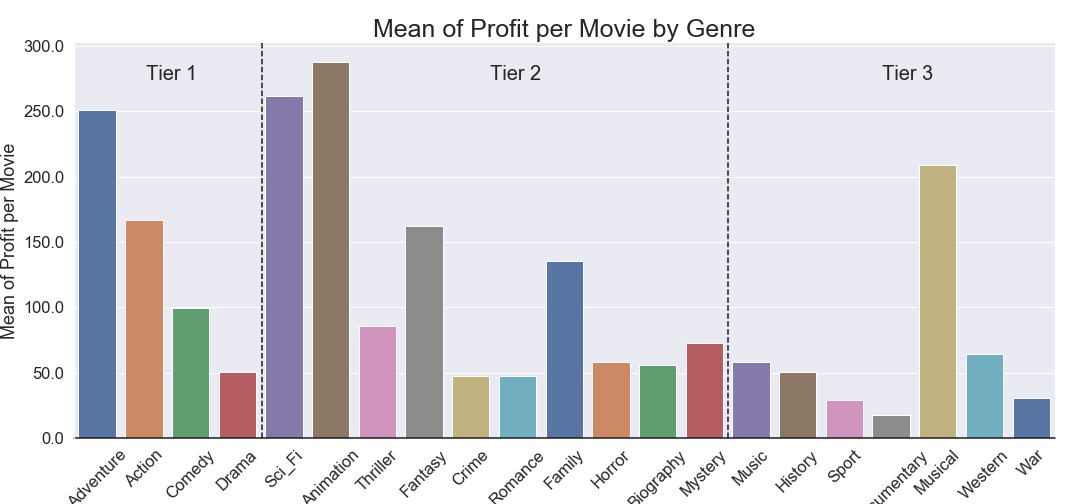 Mean of Profit per Movie by Genre
Mean of Profit per Movie
300.0
250.0
200.0
150.0
100.0
50.0
0.0
Tier 1
Tier 2
Tier 3
Adventure
Action
Comedy
Drama
Sci_Fi
Animation
Thriller
Fantasy
Crime
Romance
Family
Horror
Biography
Mystery
Music
History
Sport
umentary
Musical
Western
War